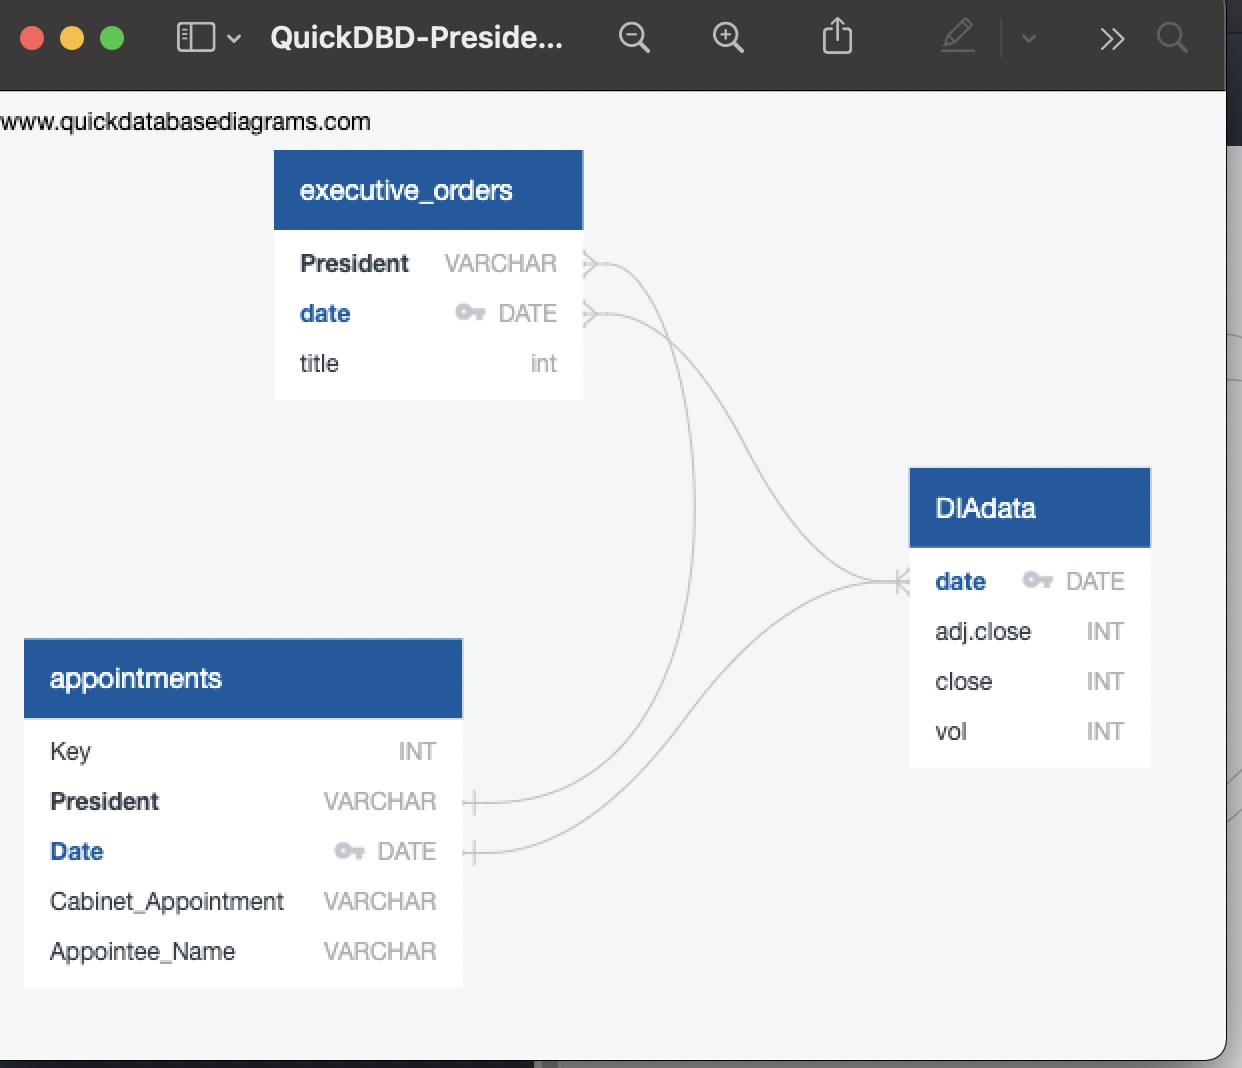 QuickDBD-Preside...
www.quickdatabasediagrams.com
executive_orders
President VARCHAR
date DATE
title int
DIAdata
date DATE
adj.close INT
close INT
vol INT
appointments
Key INT
President VARCHAR
Date DATE
Cabinet_Appointment VARCHAR
Appointee_Name VARCHAR